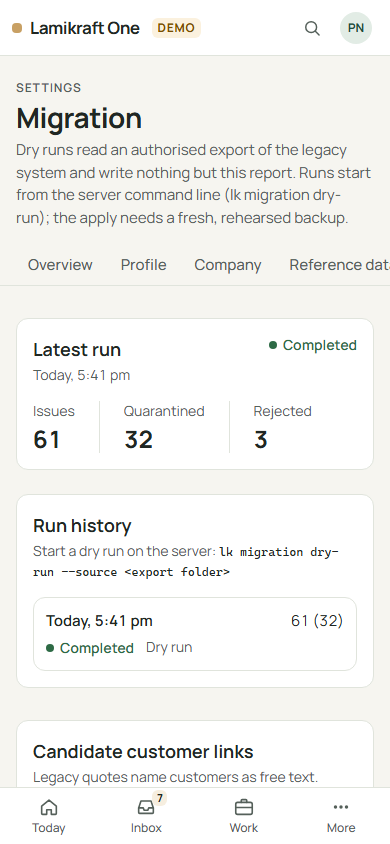 Lamikraft One DEMO PN
SETTINGS
Migration
Dry runs read an authorised export of the legacy
system and write nothing but this report. Runs start
from the server command line (lk migration dry-
run); the apply needs a fresh, rehearsed backup.
Overview Profile Company Reference data
Latest run Completed
Today, 5:41 pm
Issues Quarantined Rejected
61 32 3
Run history
Start a dry run on the server: lk migration dry-
run --source <export folder>
Today, 5:41 pm 61 (32)
Completed Dry run
Candidate customer links
Legacy quotes name customers as free text.
7
Today Inbox Work More